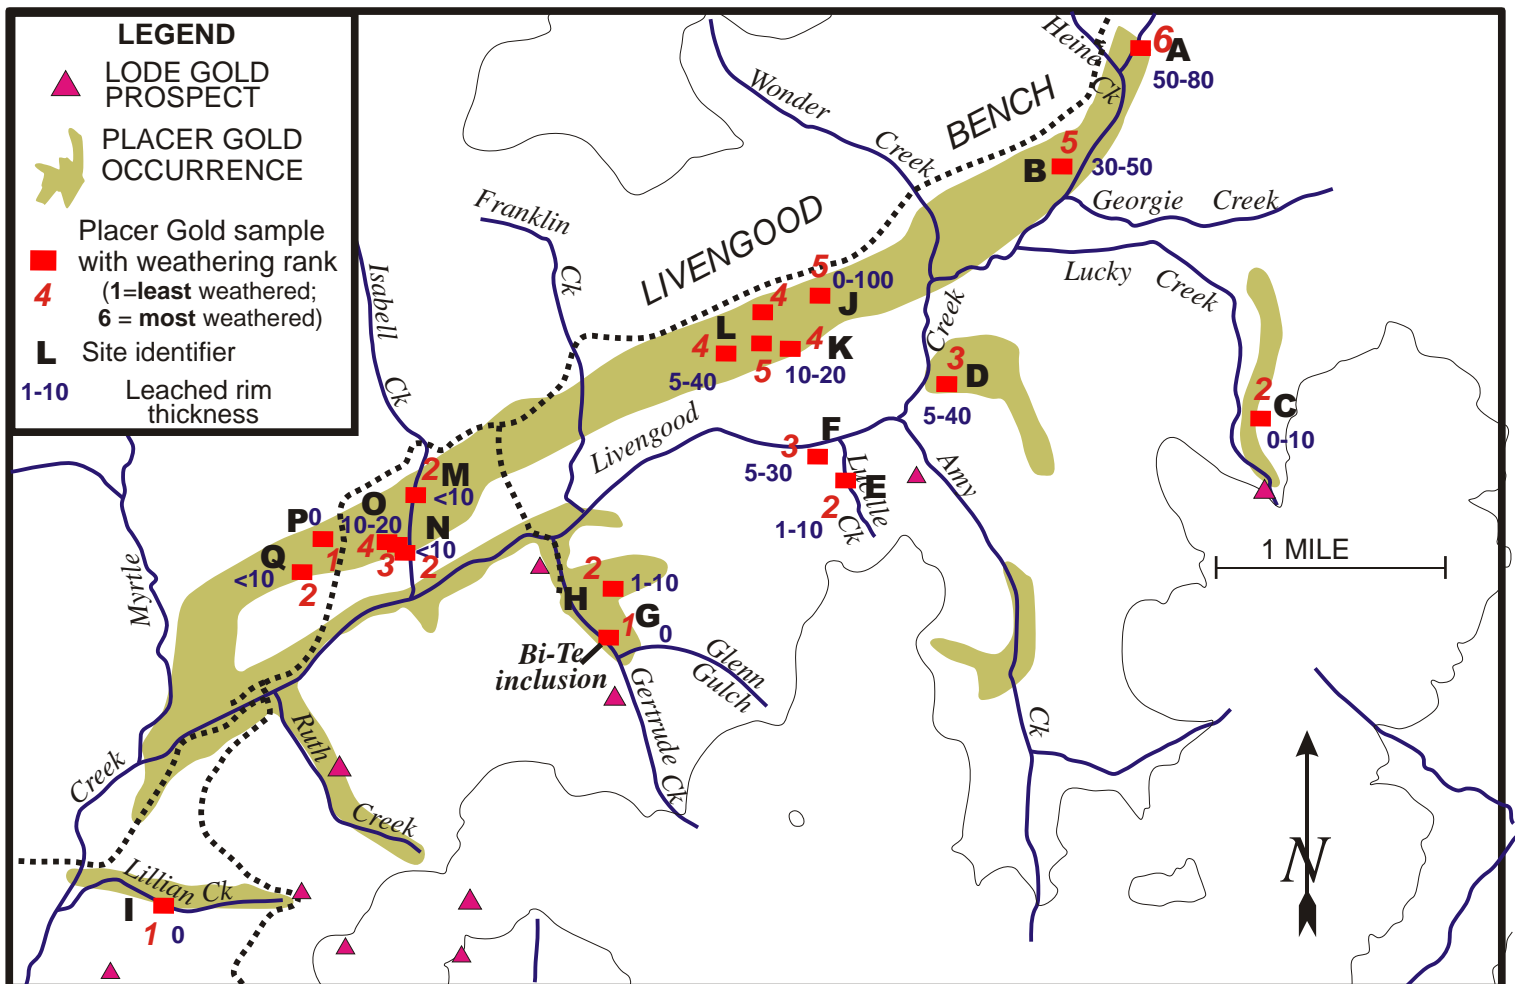 LEGEND
LODE GOLD
PROSPECT
PLACER GOLD
OCCURRENCE
Placer Gold sample
with weathering rank
4
(1=least weathered;
6 = most weathered)
L Site identifier
1-10 Leached rim
thickness
Heine
Ck
6
A
50-80
Wonder
Creek
BENCH
5
B
30-50
Georgie Creek
Franklin
Ck
LIVENGOOD
Lucky
Creek
Isabell
Ck
5
0-100
J
4
L
4
5
4
K
5-40
10-20
Creek
3
D
5-40
2
C
0-10
Livengood
F
3
5-30
Lucille
Ck
E
2
1-10
Amy
Ck
1 MILE
2
M
<10
O
10-20
4
3
N
<10
2
P
0
1
Q
<10
2
Myrtle
H
2
1-10
1
G
0
Bi-Te
inclusion
Glenn
Gulch
Gertrude
Ck
Ruth
Creek
Creek
Lillian Ck
I
1
0
N